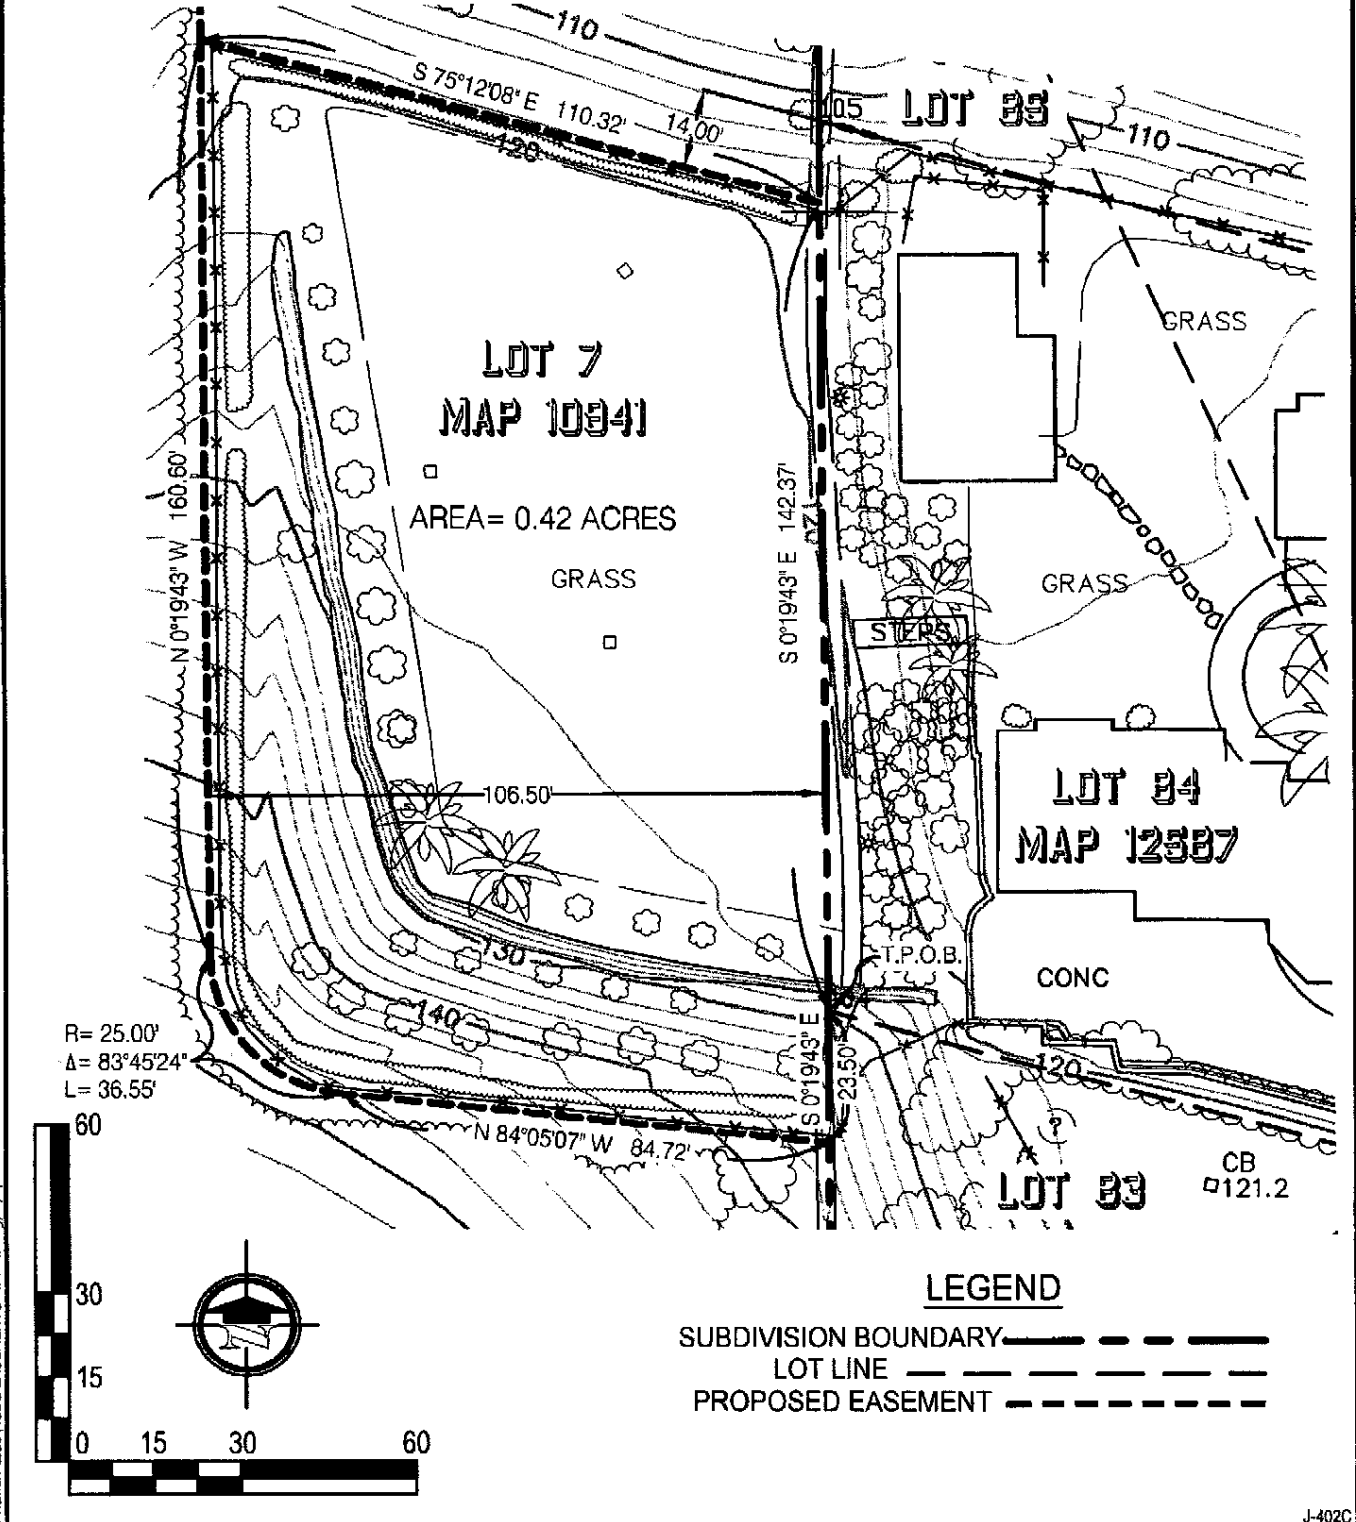 110
S 75°12'08" E 110.32'
14.00'
105
110
120
LOT 7
MAP 10941
AREA= 0.42 ACRES
GRASS
N 0°19'43" W 160.60'
S 0°19'43" E 142.37'
GRASS
GRASS
STEPS
106.50'
LOT 84
MAP 12587
130
T.P.O.B.
CONC
140
R= 25.00'
Δ= 83°45'24"
L= 36.55'
S 0°19'43" E
23.50'
120
N 84°05'07" W 84.72'
?
CB
121.2
LOT 83
60
30
15
0 15 30 60
N
LEGEND
SUBDIVISION BOUNDARY
LOT LINE
PROPOSED EASEMENT
J-402C